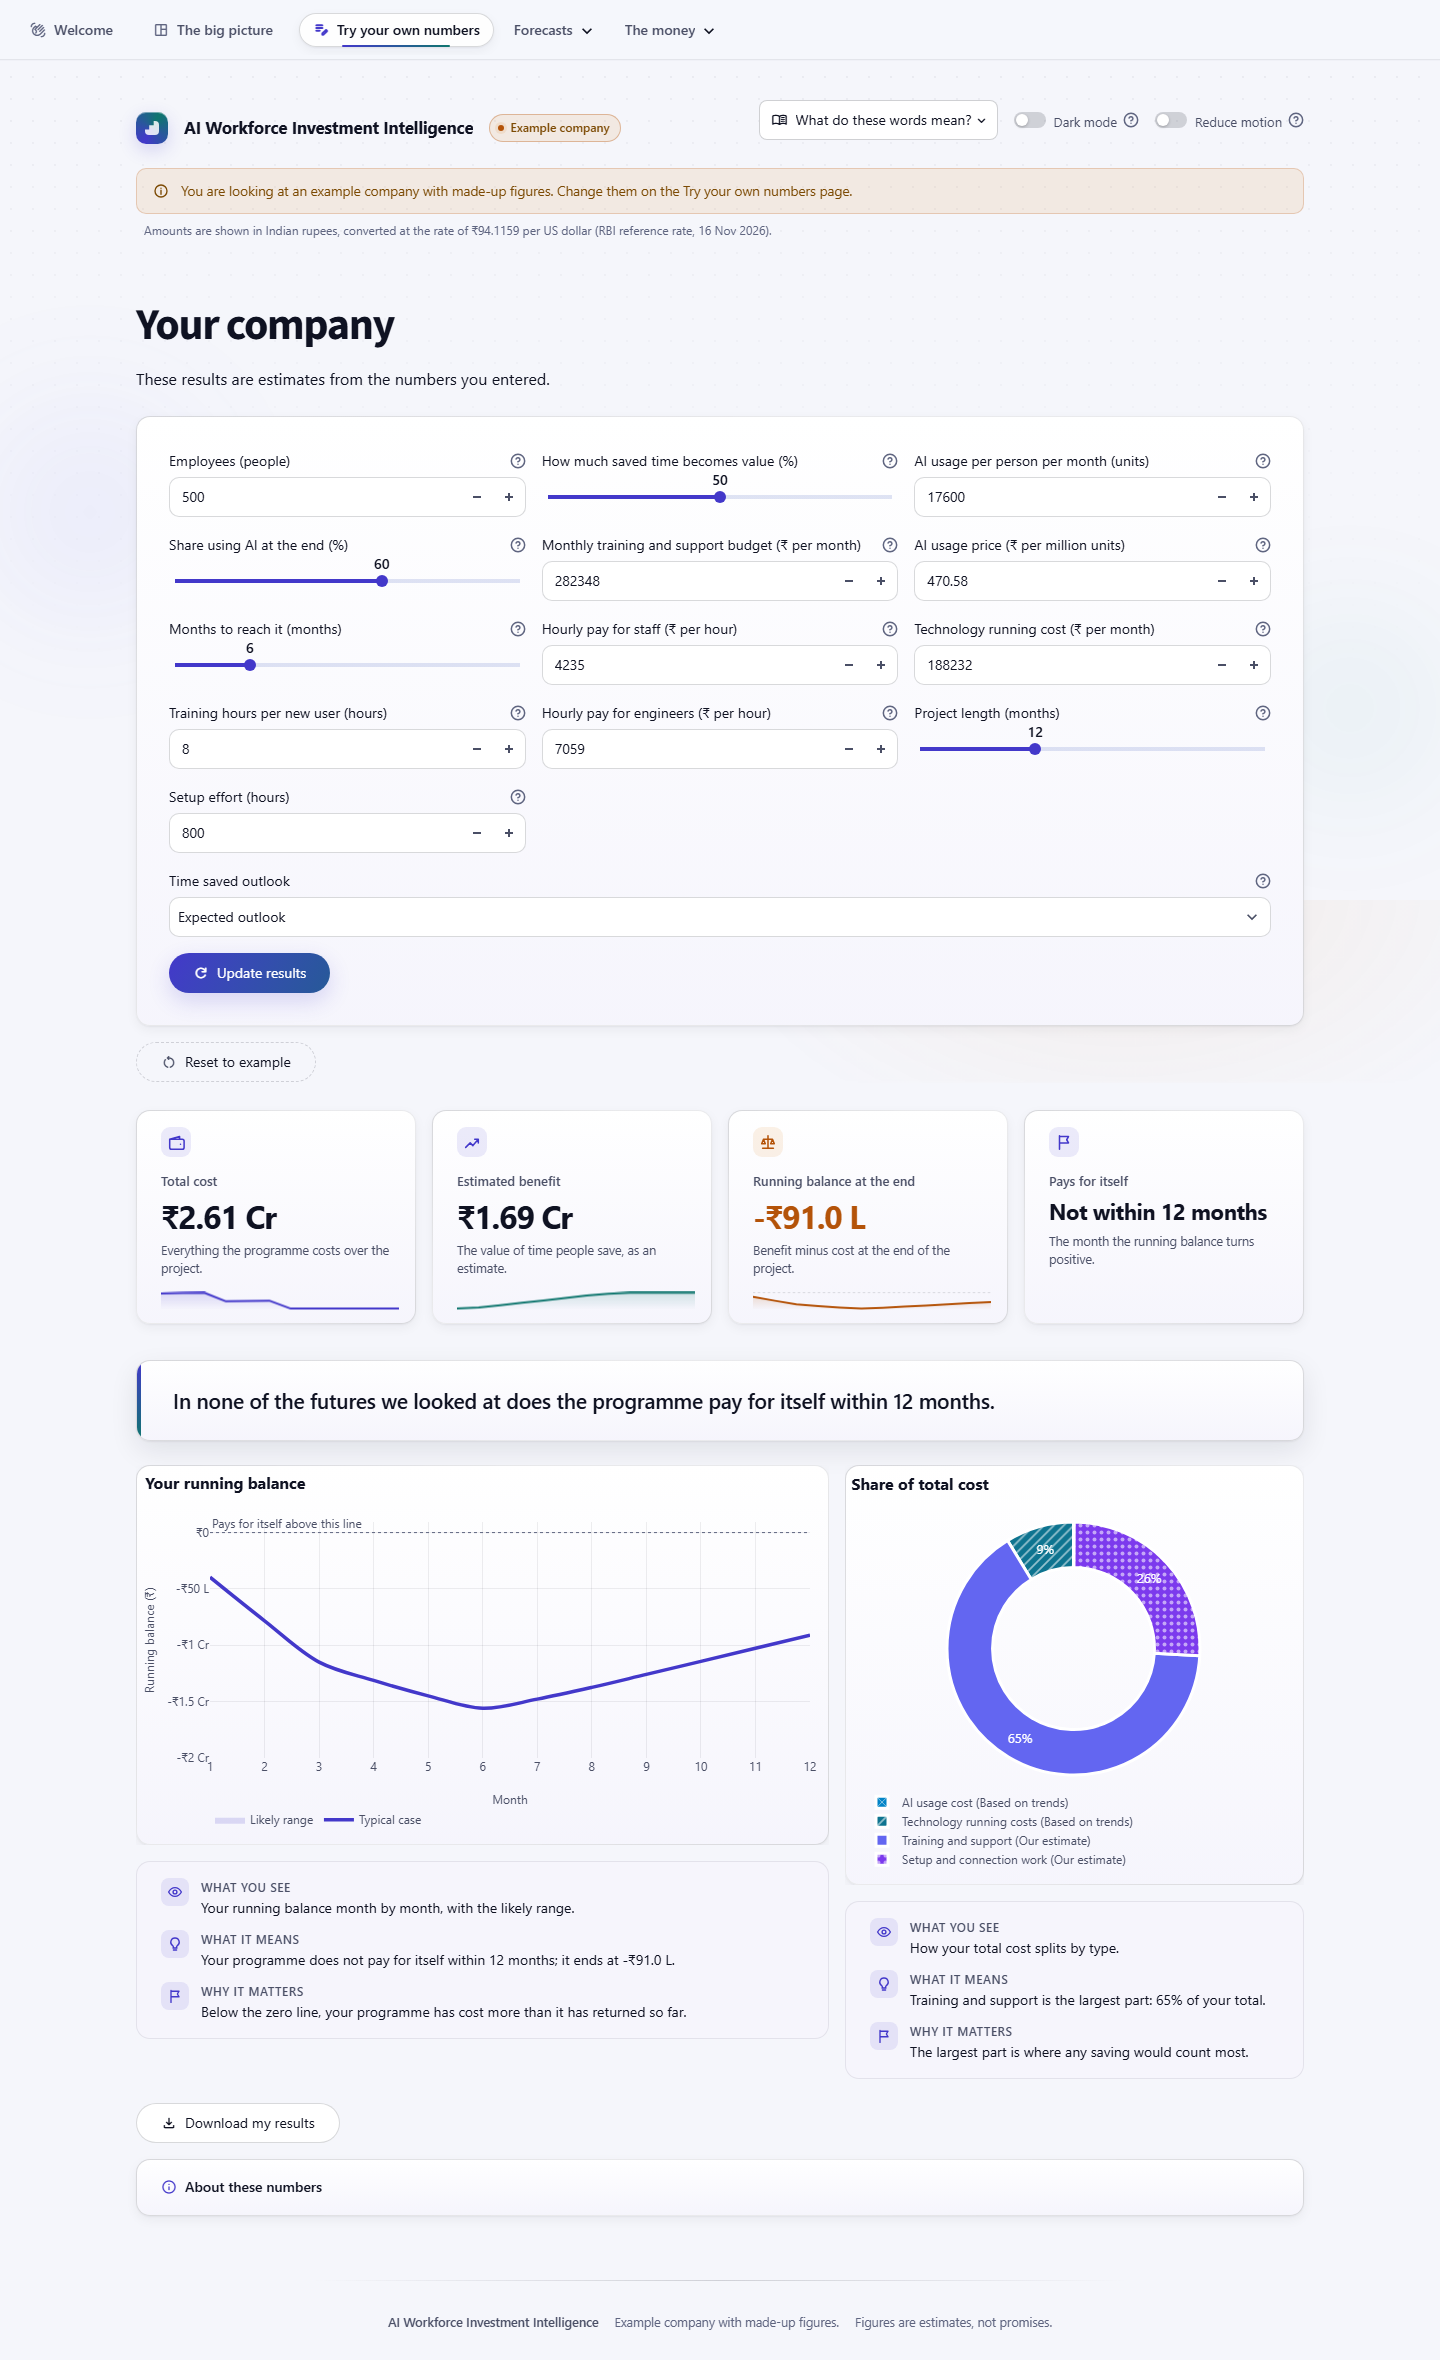 Welcome
The big picture
Try your own numbers
Forecasts
The money
AI Workforce Investment Intelligence
Example company
What do these words mean?
Dark mode
Reduce motion
You are looking at an example company with made-up figures. Change them on the Try your own numbers page.
Amounts are shown in Indian rupees, converted at the rate of ₹94.1159 per US dollar (RBI reference rate, 16 Nov 2026).
Your company
These results are estimates from the numbers you entered.
Employees (people)
500
How much saved time becomes value (%)
50
AI usage per person per month (units)
17600
Share using AI at the end (%)
60
Monthly training and support budget (₹ per month)
282348
AI usage price (₹ per million units)
470.58
Months to reach it (months)
6
Hourly pay for staff (₹ per hour)
4235
Technology running cost (₹ per month)
188232
Training hours per new user (hours)
8
Hourly pay for engineers (₹ per hour)
7059
Project length (months)
12
Setup effort (hours)
800
Time saved outlook
Expected outlook
Update results
Reset to example
Total cost
₹2.61 Cr
Everything the programme costs over the
project.
Estimated benefit
₹1.69 Cr
The value of time people save, as an
estimate.
Running balance at the end
-₹91.0 L
Benefit minus cost at the end of the
project.
Pays for itself
Not within 12 months
The month the running balance turns
positive.
In none of the futures we looked at does the programme pay for itself within 12 months.
Your running balance
Pays for itself above this line
₹0
-₹50 L
-₹1 Cr
-₹1.5 Cr
-₹2 Cr
Running balance (₹)
1 2 3 4 5 6 7 8 9 10 11 12
Month
Likely range
Typical case
Share of total cost
9%
26%
65%
AI usage cost (Based on trends)
Technology running costs (Based on trends)
Training and support (Our estimate)
Setup and connection work (Our estimate)
WHAT YOU SEE
Your running balance month by month, with the likely range.
WHAT IT MEANS
Your programme does not pay for itself within 12 months; it ends at -₹91.0 L.
WHY IT MATTERS
Below the zero line, your programme has cost more than it has returned so far.
WHAT YOU SEE
How your total cost splits by type.
WHAT IT MEANS
Training and support is the largest part: 65% of your total.
WHY IT MATTERS
The largest part is where any saving would count most.
Download my results
About these numbers
AI Workforce Investment Intelligence
Example company with made-up figures.
Figures are estimates, not promises.